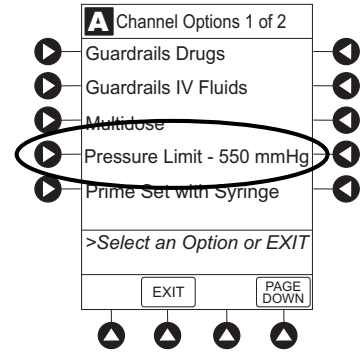 A Channel Options 1 of 2
Guardrails Drugs
Guardrails IV Fluids
Multidose
Pressure Limit - 550 mmHg
Prime Set with Syringe
>Select an Option or EXIT
EXIT
PAGE
DOWN